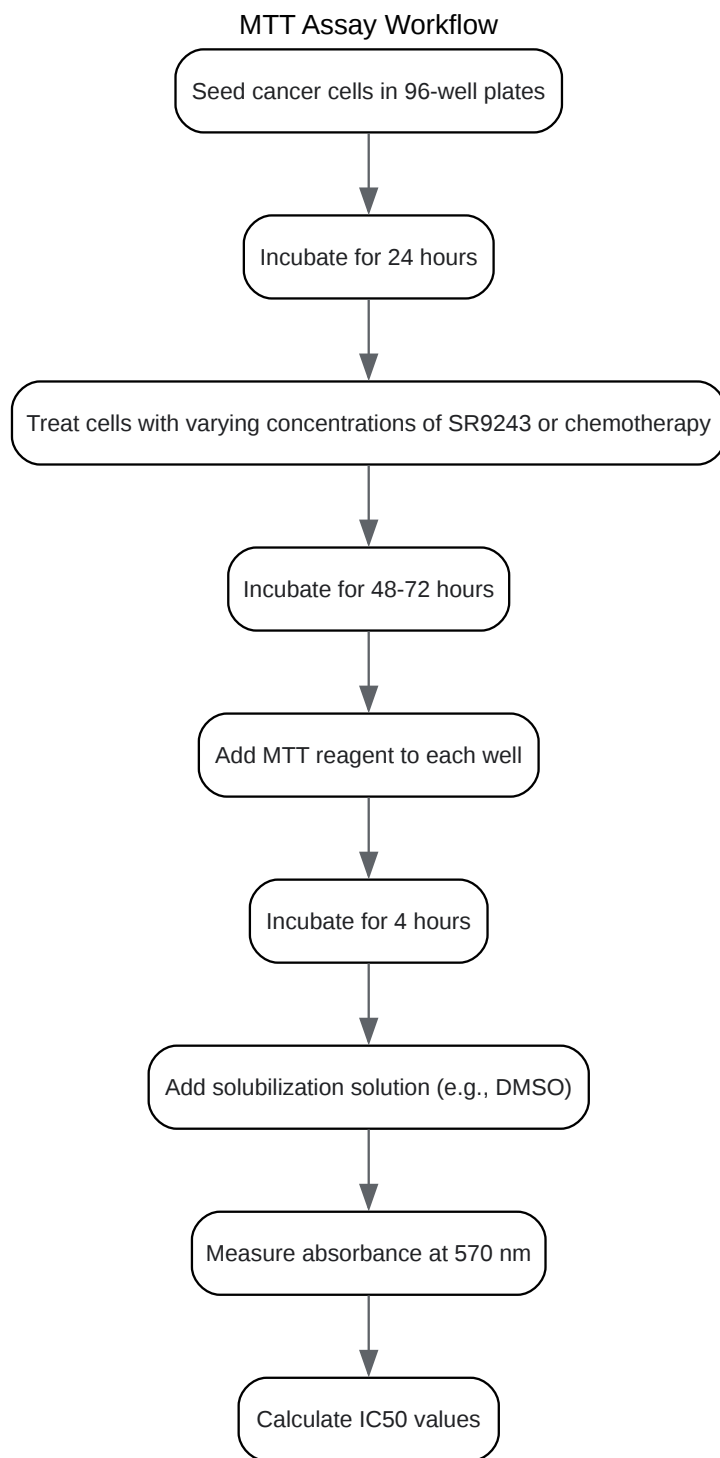 MTT Assay Workflow
Seed cancer cells in 96-well plates
Incubate for 24 hours
Treat cells with varying concentrations of SR9243 or chemotherapy
Incubate for 48-72 hours
Add MTT reagent to each well
Incubate for 4 hours
Add solubilization solution (e.g., DMSO)
Measure absorbance at 570 nm
Calculate IC50 values